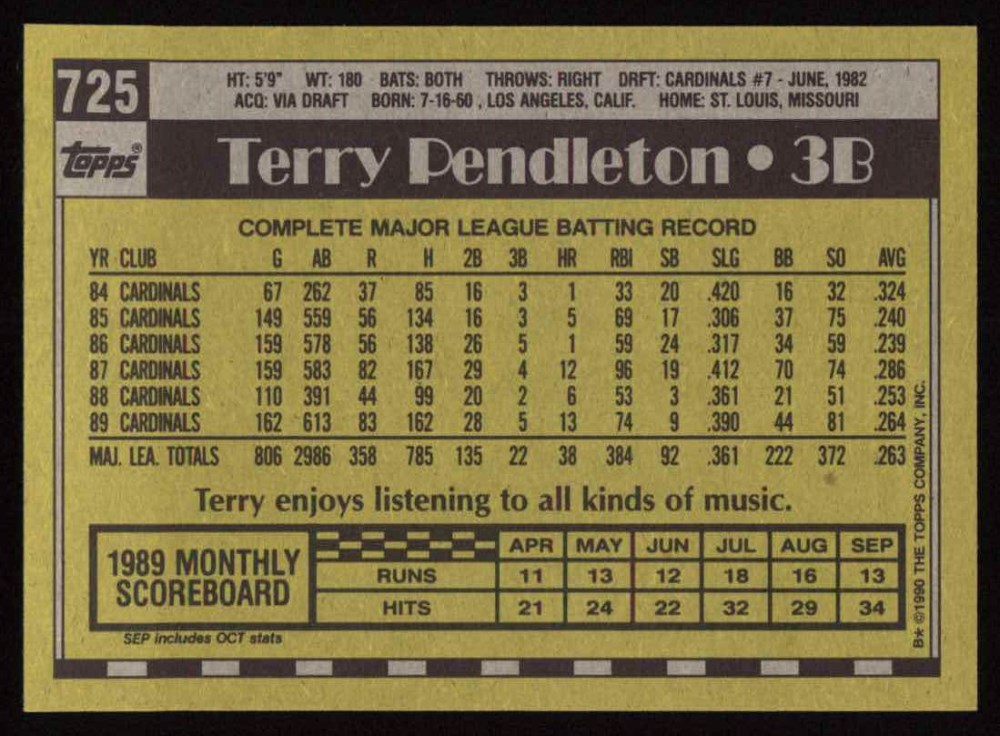 725
HT: 5'9" WT: 180 BATS: BOTH THROWS: RIGHT DRFT: CARDINALS #7 - JUNE, 1982
ACQ: VIA DRAFT BORN: 7-16-60 , LOS ANGELES, CALIF. HOME: ST. LOUIS, MISSOURI
Topps®
Terry Pendleton • 3B
COMPLETE MAJOR LEAGUE BATTING RECORD
YR CLUB G AB R H 2B 3B HR RBI SB SLG BB SO AVG
84 CARDINALS 67 262 37 85 16 3 1 33 20 .420 16 32 .324
85 CARDINALS 149 559 56 134 16 3 5 69 17 .306 37 75 .240
86 CARDINALS 159 578 56 138 26 5 1 59 24 .317 34 59 .239
87 CARDINALS 159 583 82 167 29 4 12 96 19 .412 70 74 .286
88 CARDINALS 110 391 44 99 20 2 6 53 3 .361 21 51 .253
89 CARDINALS 162 613 83 162 28 5 13 74 9 .390 44 81 .264
MAJ. LEA. TOTALS 806 2986 358 785 135 22 38 384 92 .361 222 372 .263
Terry enjoys listening to all kinds of music.
1989 MONTHLY
SCOREBOARD
APR MAY JUN JUL AUG SEP
RUNS 11 13 12 18 16 13
HITS 21 24 22 32 29 34
SEP includes OCT stats
B★ ©1990 THE TOPPS COMPANY, INC.